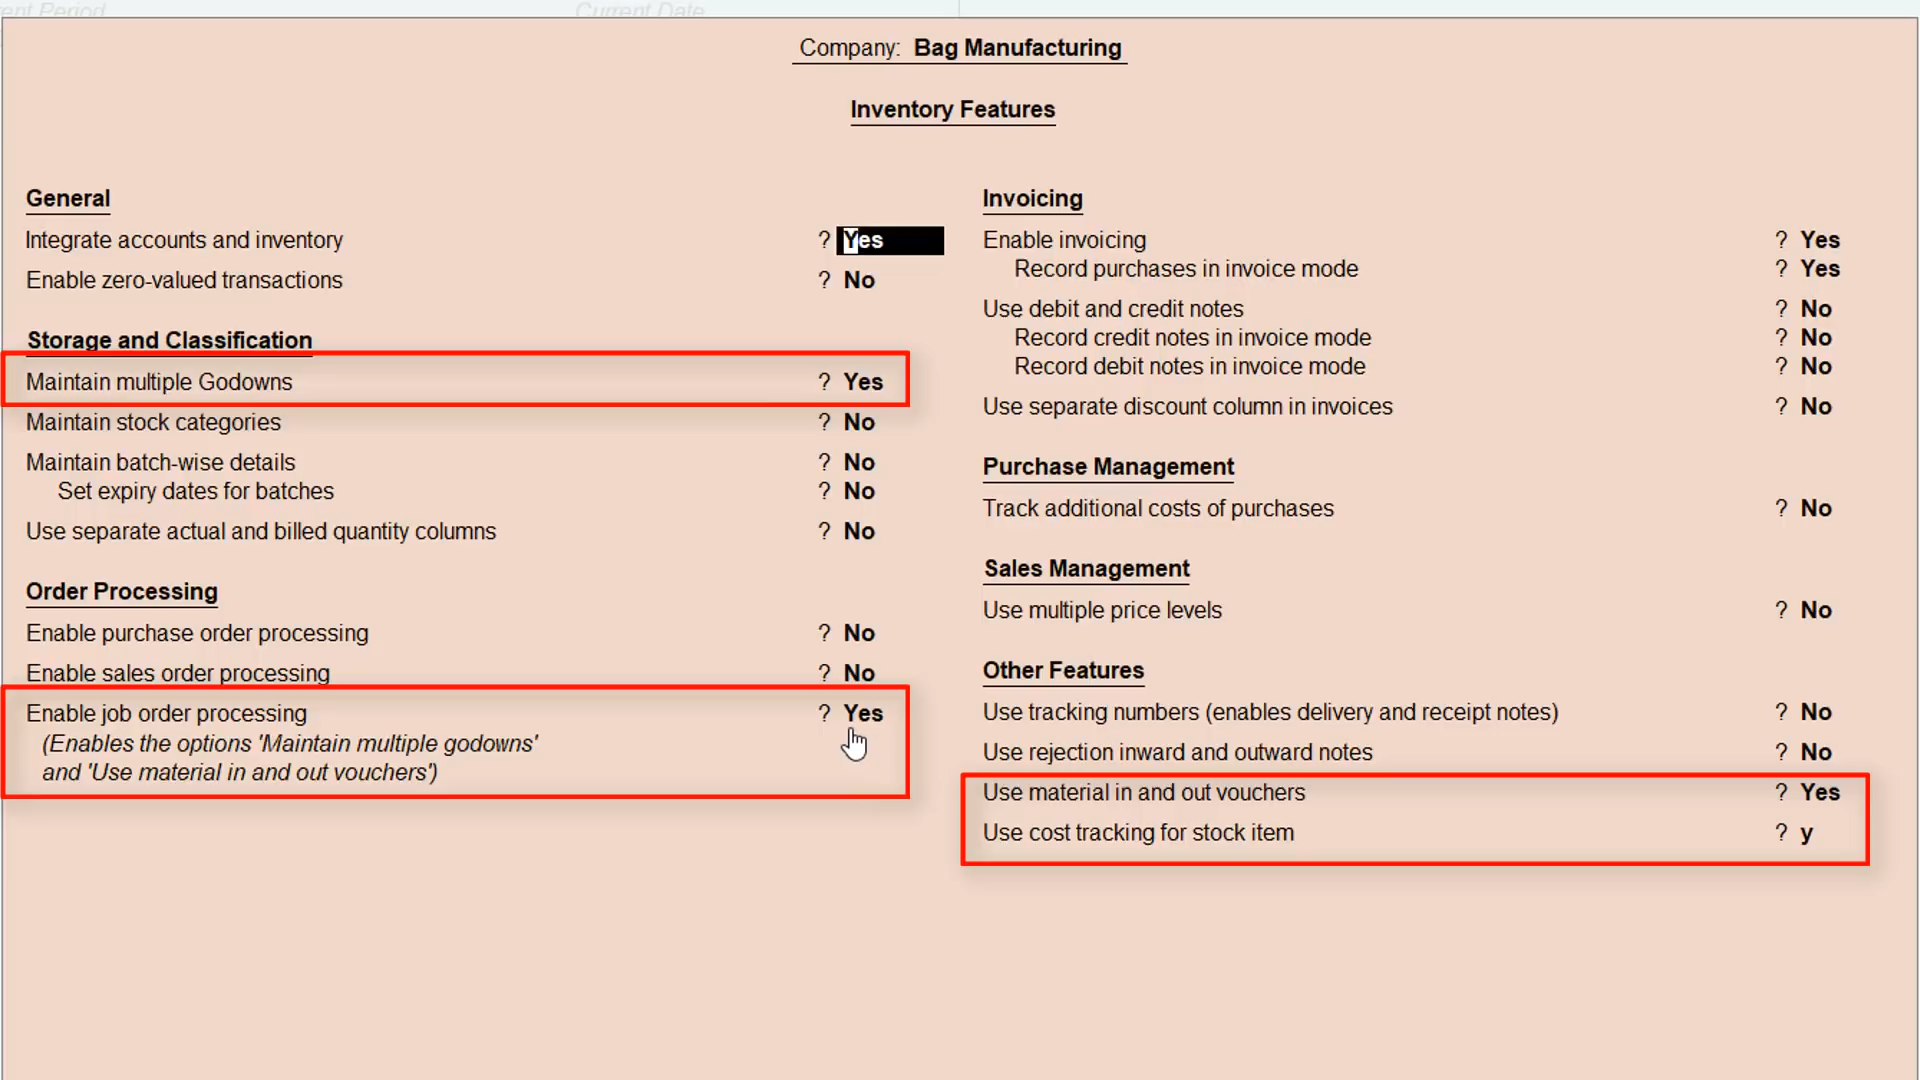 Current Date
Company: Bag Manufacturing
Inventory Features
General
Integrate accounts and inventory ? Yes
Enable zero-valued transactions ? No
Storage and Classification
Maintain multiple Godowns ? Yes
Maintain stock categories ? No
Maintain batch-wise details ? No
Set expiry dates for batches ? No
Use separate actual and billed quantity columns ? No
Order Processing
Enable purchase order processing ? No
Enable sales order processing ? No
Enable job order processing ? Yes
(Enables the options 'Maintain multiple godowns'
and 'Use material in and out vouchers')
Invoicing
Enable invoicing ? Yes
Record purchases in invoice mode ? Yes
Use debit and credit notes ? No
Record credit notes in invoice mode ? No
Record debit notes in invoice mode ? No
Use separate discount column in invoices ? No
Purchase Management
Track additional costs of purchases ? No
Sales Management
Use multiple price levels ? No
Other Features
Use tracking numbers (enables delivery and receipt notes) ? No
Use rejection inward and outward notes ? No
Use material in and out vouchers ? Yes
Use cost tracking for stock item ? y